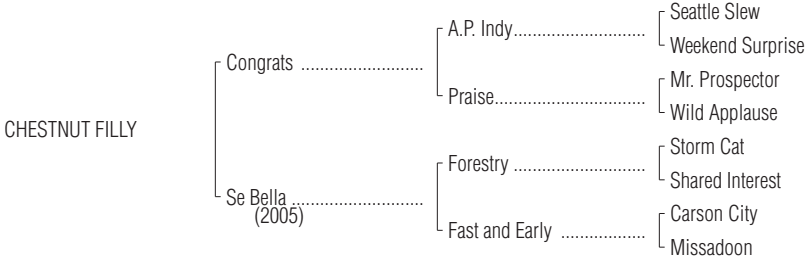 Seattle Slew
A.P. Indy..............................
Weekend Surprise
Congrats ...........................
Mr. Prospector
Praise..................................
Wild Applause
CHESTNUT FILLY
Storm Cat
Forestry ..............................
Shared Interest
Se Bella .............................
(2005)
Carson City
Fast and Early ...................
Missadoon